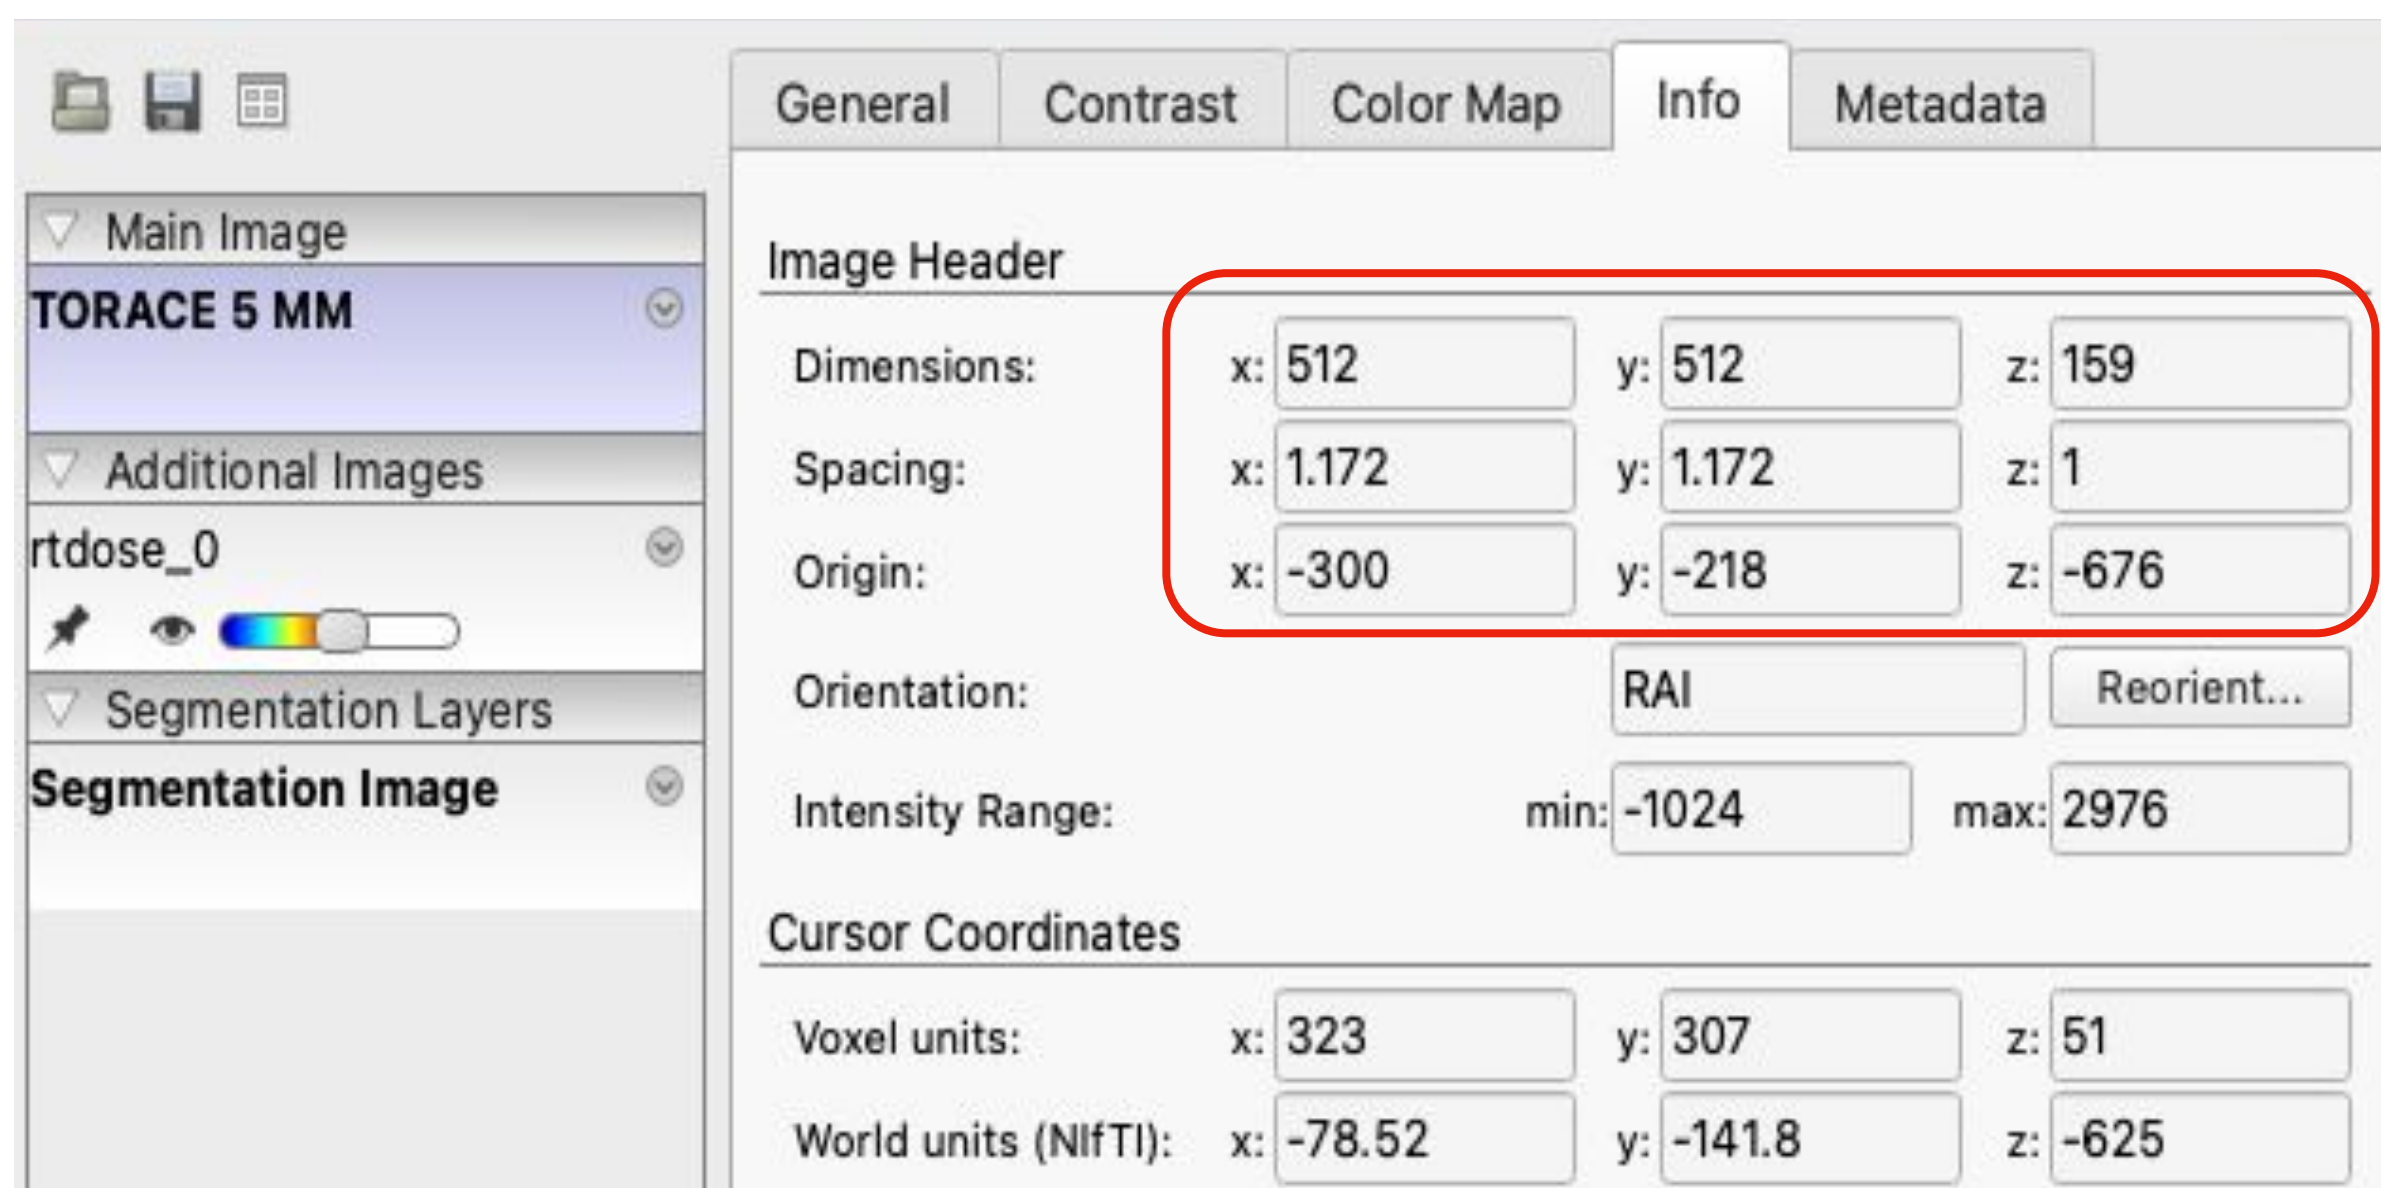 General Contrast Color Map Info Metadata
Main Image
TORACE 5 MM
Additional Images
rtdose_0
Segmentation Layers
Segmentation Image
Image Header
Dimensions: x: 512 y: 512 z: 159
Spacing: x: 1.172 y: 1.172 z: 1
Origin: x: -300 y: -218 z: -676
Orientation: RAI Reorient...
Intensity Range: min: -1024 max: 2976
Cursor Coordinates
Voxel units: x: 323 y: 307 z: 51
World units (NIfTI): x: -78.52 y: -141.8 z: -625